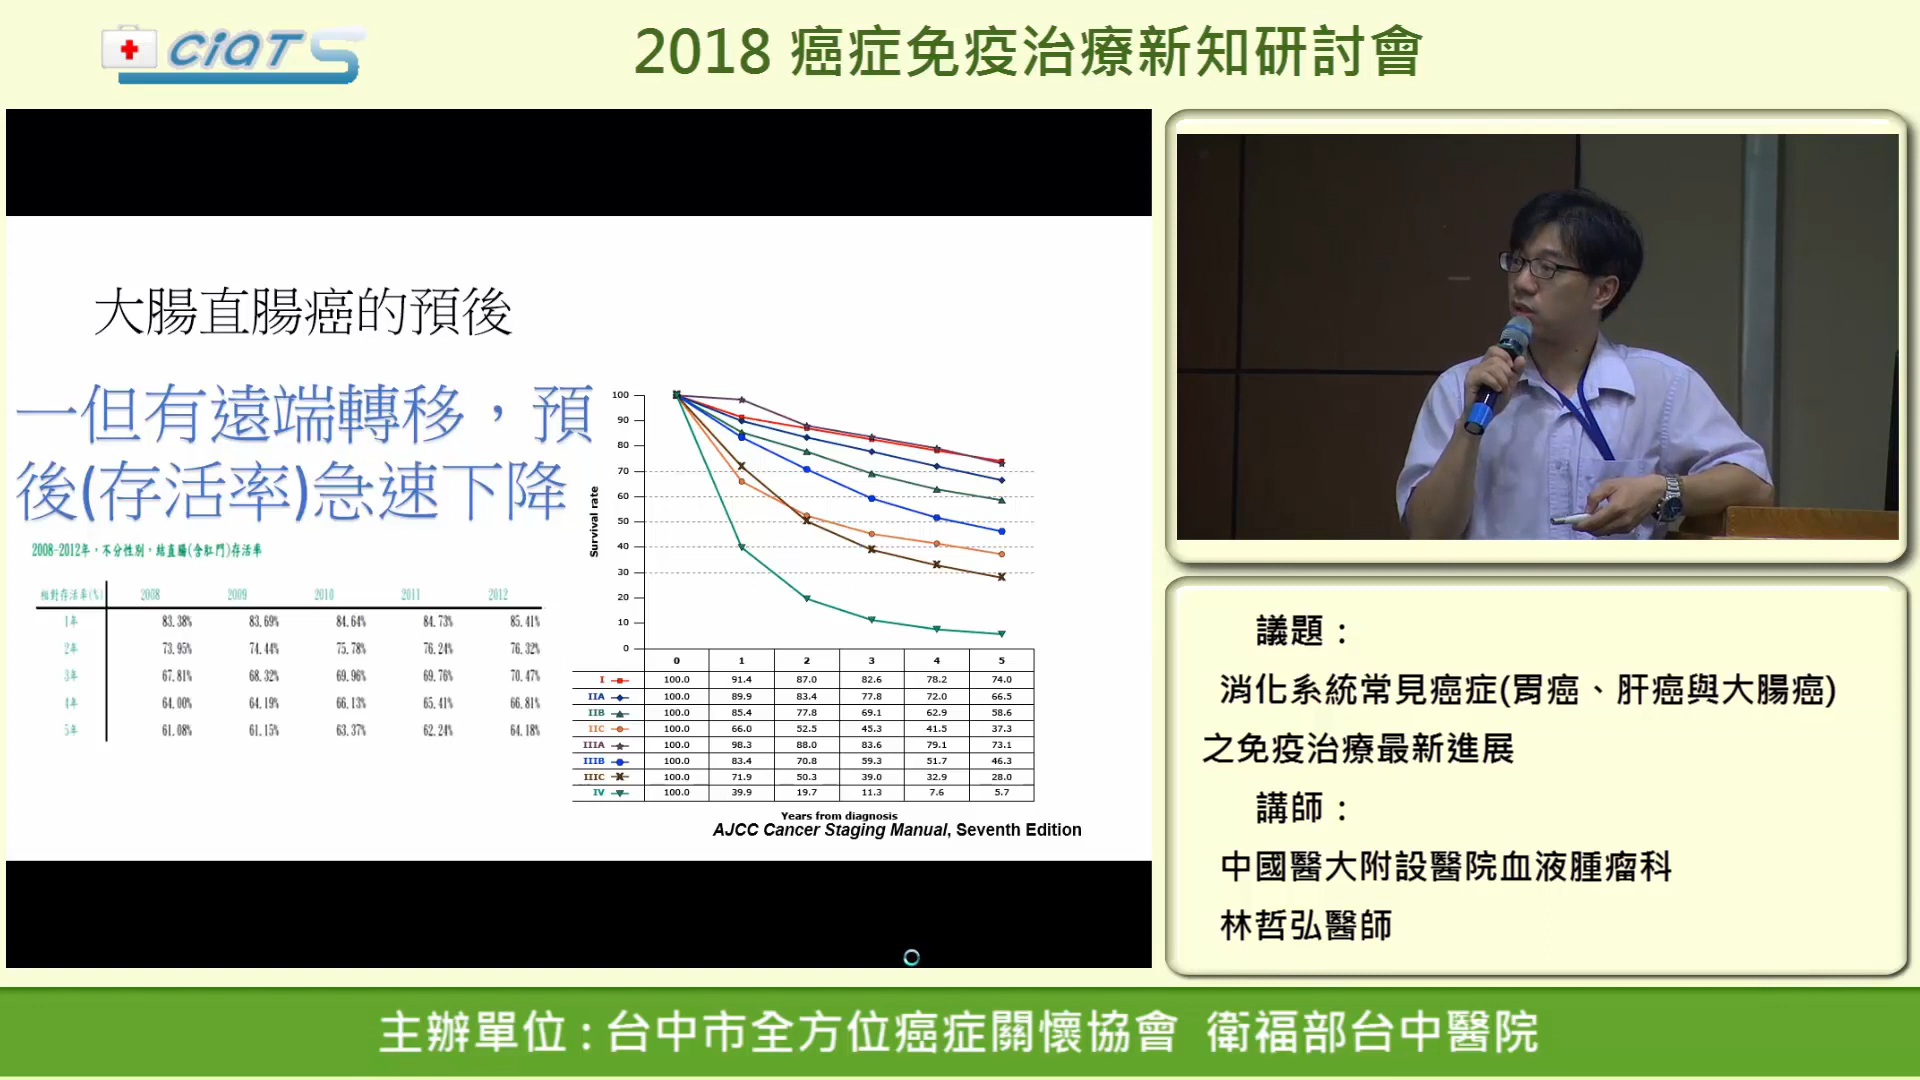 CiATS
2018 癌症免疫治療新知研討會
大腸直腸癌的預後
一但有遠端轉移，預
後(存活率)急速下降
2008-2012年，不分性別，結直腸(含肛門)存活率
相對存活率(%) 2008 2009 2010 2011 2012
1年 83.38% 83.69% 84.64% 84.73% 85.41%
2年 73.95% 74.44% 75.78% 76.24% 76.32%
3年 67.81% 68.32% 69.96% 69.76% 70.47%
4年 64.00% 64.19% 66.13% 65.41% 66.81%
5年 61.08% 61.15% 63.37% 62.24% 64.18%
Survival rate
100
90
80
70
60
50
40
30
20
10
0
0 1 2 3 4 5
I 100.0 91.4 87.0 82.6 78.2 74.0
IIA 100.0 89.9 83.4 77.8 72.0 66.5
IIB 100.0 85.4 77.8 69.1 62.9 58.6
IIC 100.0 66.0 52.5 45.3 41.5 37.3
IIIA 100.0 98.3 88.0 83.6 79.1 73.1
IIIB 100.0 83.4 70.8 59.3 51.7 46.3
IIIC 100.0 71.9 50.3 39.0 32.9 28.0
IV 100.0 39.9 19.7 11.3 7.6 5.7
Years from diagnosis
AJCC Cancer Staging Manual, Seventh Edition
議題：
消化系統常見癌症(胃癌、肝癌與大腸癌)
之免疫治療最新進展
講師：
中國醫大附設醫院血液腫瘤科
林哲弘醫師
主辦單位：台中市全方位癌症關懷協會 衛福部台中醫院